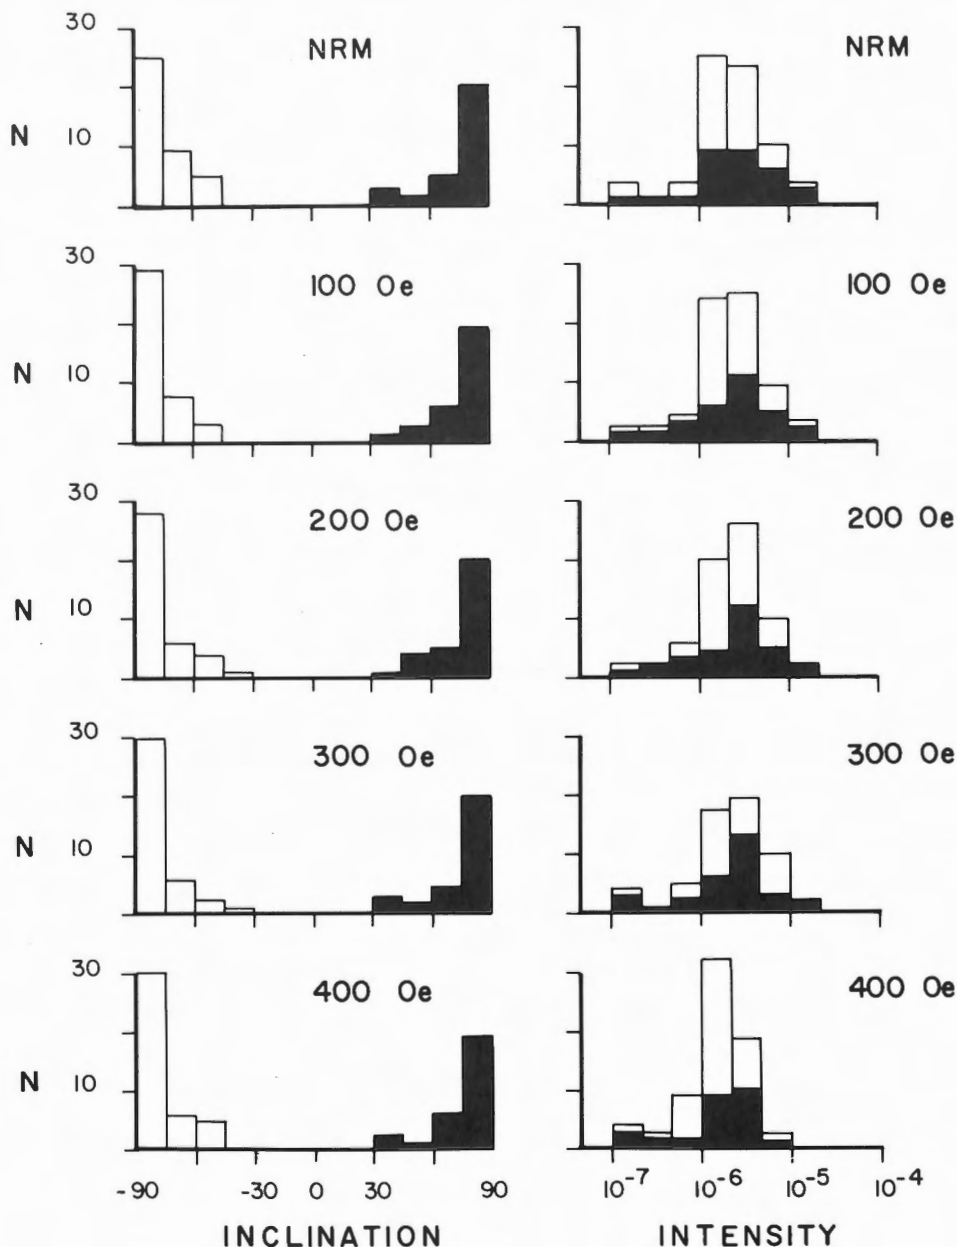 30 NRM NRM
N 10
30 100 Oe 100 Oe
N 10
30 200 Oe 200 Oe
N 10
30 300 Oe 300 Oe
N 10
30 400 Oe 400 Oe
N 10
-90 -30 0 30 90 10⁻⁷ 10⁻⁶ 10⁻⁵ 10⁻⁴
INCLINATION INTENSITY